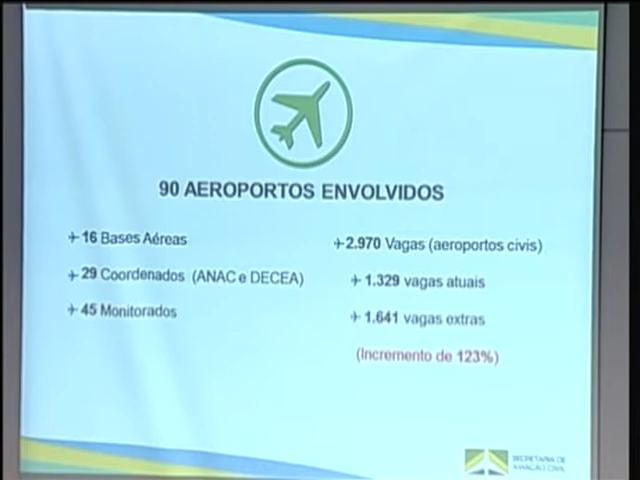 90 AEROPORTOS ENVOLVIDOS
16 Bases Aéreas
29 Coordenados (ANAC e DECEA)
45 Monitorados
2.970 Vagas (aeroportos civis)
1.329 vagas atuais
1.641 vagas extras
(Incremento de 123%)
SECRETARIA DE
AVIAÇÃO CIVIL